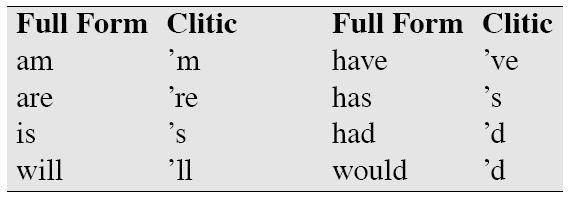 Full Form Clitic Full Form Clitic
am ’m have ’ve
are ’re has ’s
is ’s had ’d
will ’ll would ’d